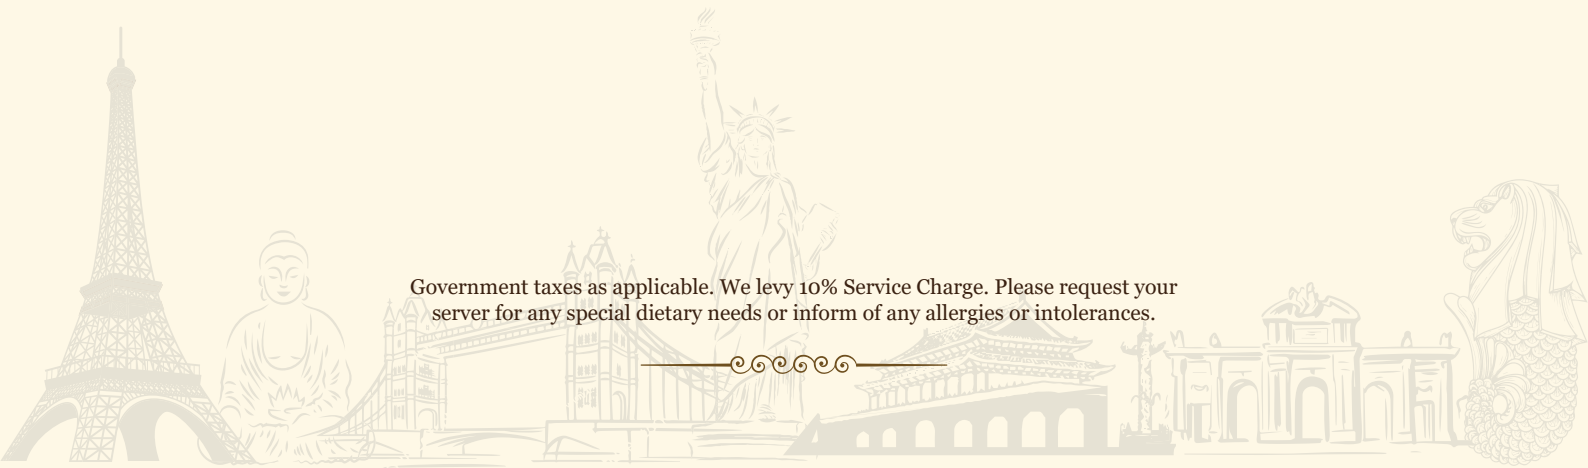 Government taxes as applicable. We levy 10% Service Charge. Please request your
server for any special dietary needs or inform of any allergies or intolerances.